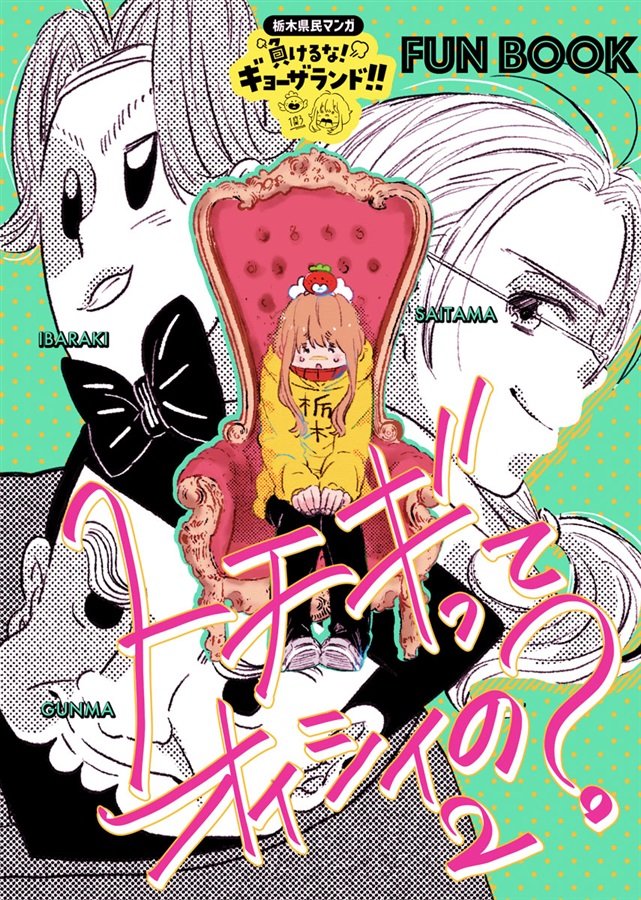 栃木県民マンガ
負けるな!
ギョーザランド!!
FUN BOOK
IBARAKI
SAITAMA
栃
木
GUNMA
トチギって
オイシイの?
2